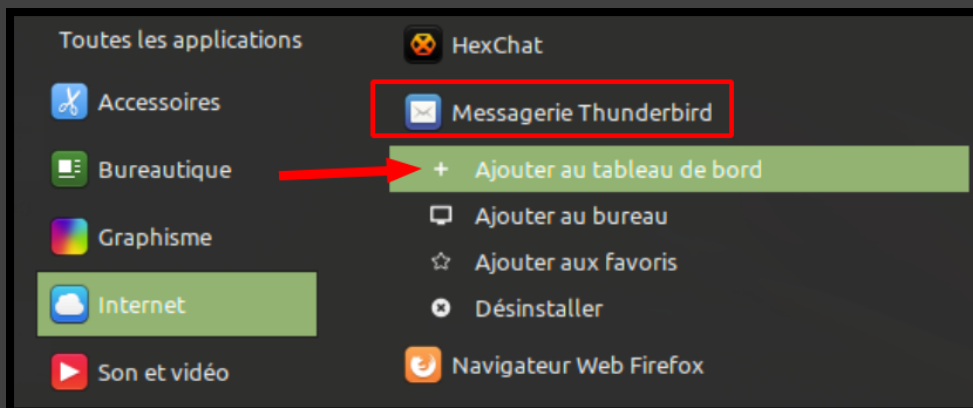 Toutes les applications
Accessoires
Bureautique
Graphisme
Internet
Son et vidéo
HexChat
Messagerie Thunderbird
Ajouter au tableau de bord
Ajouter au bureau
Ajouter aux favoris
Désinstaller
Navigateur Web Firefox